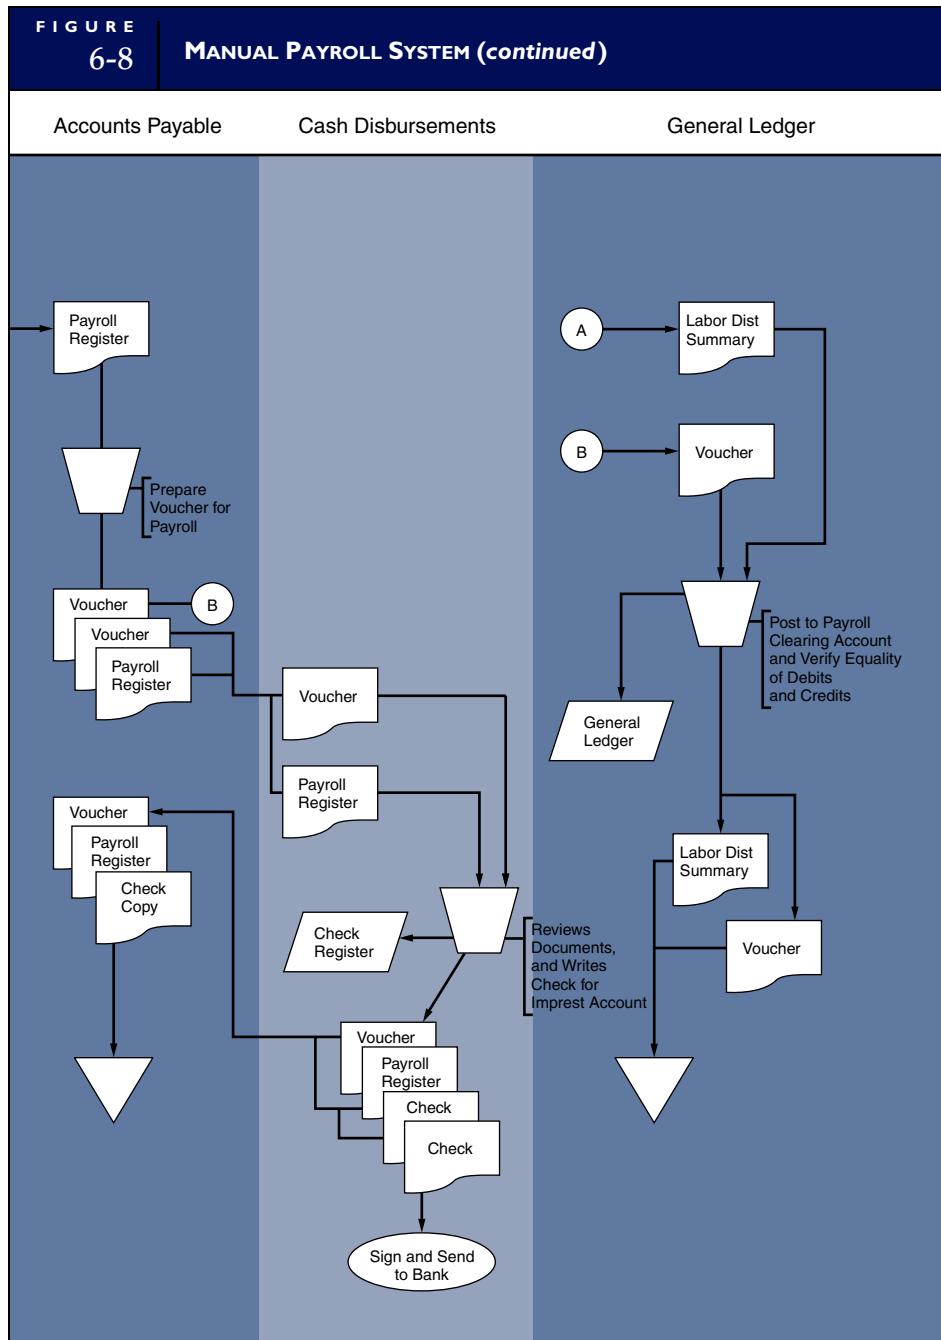 FIGURE
6-8
MANUAL PAYROLL SYSTEM (continued)
Accounts Payable
Cash Disbursements
General Ledger
Payroll
Register
Prepare
Voucher for
Payroll
Voucher
B
Voucher
Payroll
Register
Voucher
Payroll
Register
Check
Copy
Voucher
Payroll
Register
Check
Register
Reviews
Documents,
and Writes
Check for
Imprest Account
Voucher
Payroll
Register
Check
Check
Sign and Send
to Bank
A
Labor Dist
Summary
B
Voucher
Post to Payroll
Clearing Account
and Verify Equality
of Debits
and Credits
General
Ledger
Labor Dist
Summary
Voucher